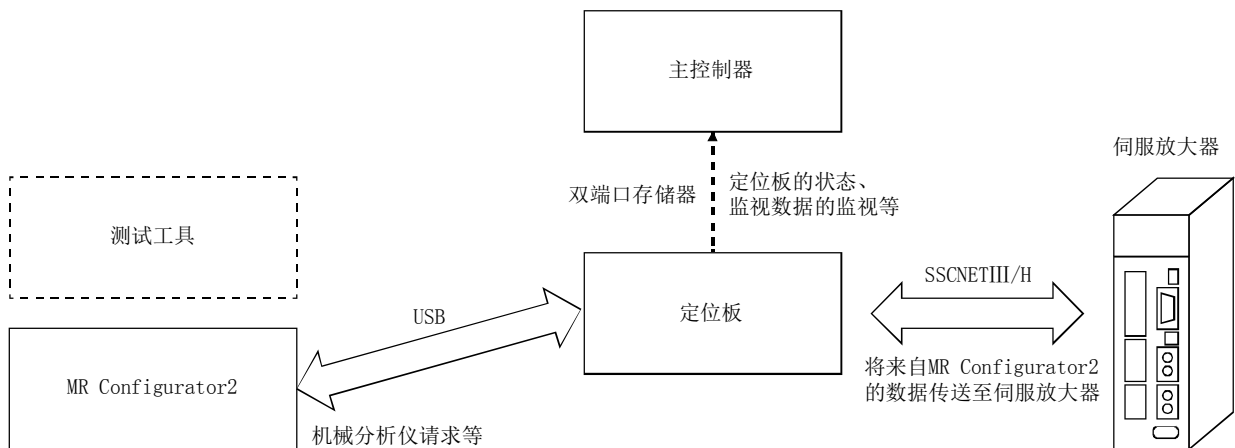 主控制器
伺服放大器
双端口存储器
定位板的状态、
监视数据的监视等
测试工具
SSCNETⅢ/H
USB
定位板
MR Configurator2
将来自MR Configurator2
的数据传送至伺服放大器
机械分析仪请求等